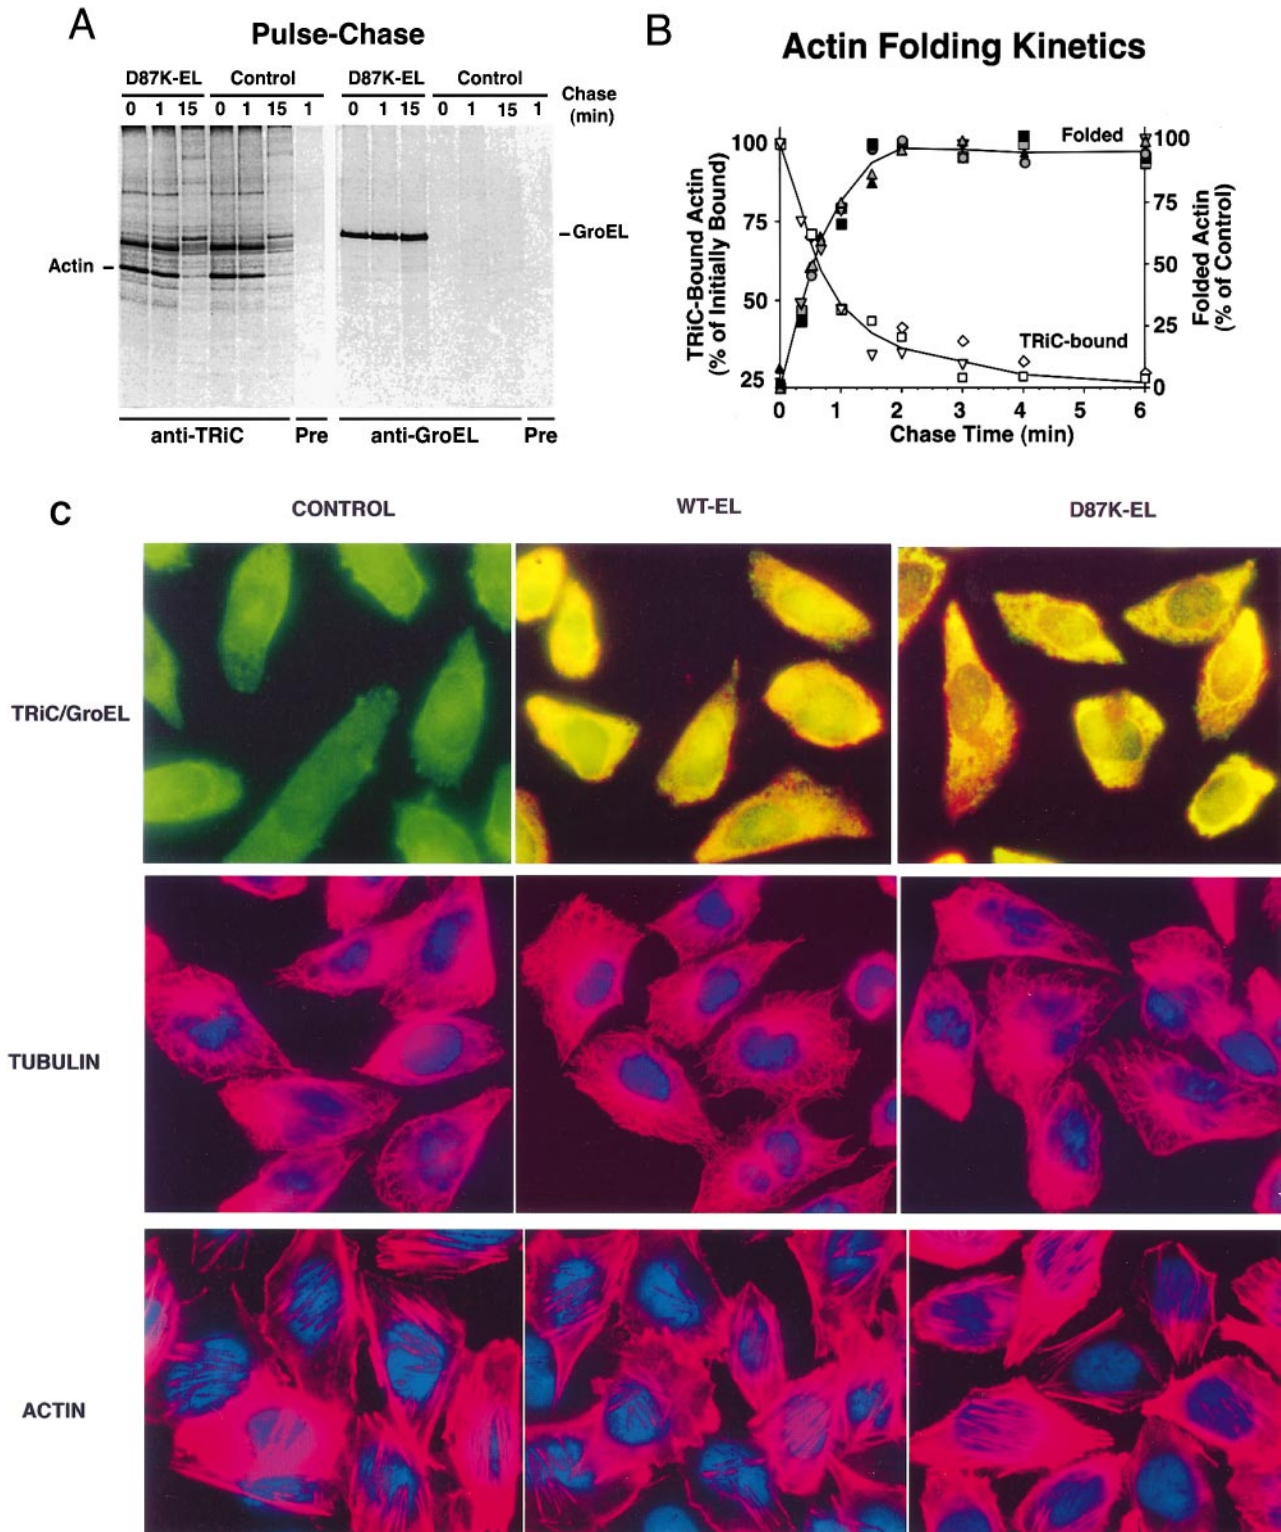 A
Pulse-Chase
D87K-EL Control D87K-EL Control
0 1 15 0 1 15 1 0 1 15 0 1 15 1
Chase
(min)
Actin
GroEL
anti-TRiC Pre anti-GroEL Pre
B
Actin Folding Kinetics
TRiC-Bound Actin
(% of Initially Bound)
100
75
50
25
Folded
TRiC-bound
100
75
50
25
0
Folded Actin
(% of Control)
0 1 2 3 4 5 6
Chase Time (min)
C
CONTROL WT-EL D87K-EL
TRiC/GroEL
TUBULIN
ACTIN